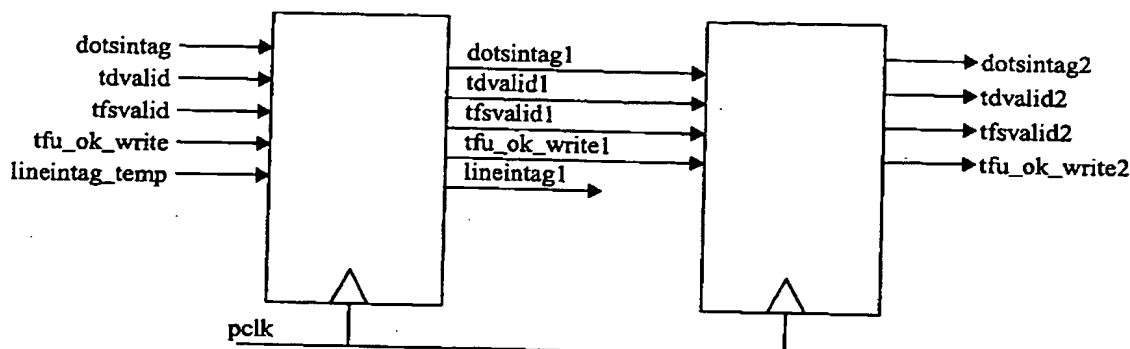 dotsintag
tdvalid
tfsvalid
tfu_ok_write
lineintag_temp
dotsintag1
tdvalid1
tfsvalid1
tfu_ok_write1
lineintag1
dotsintag2
tdvalid2
tfsvalid2
tfu_ok_write2
pclk